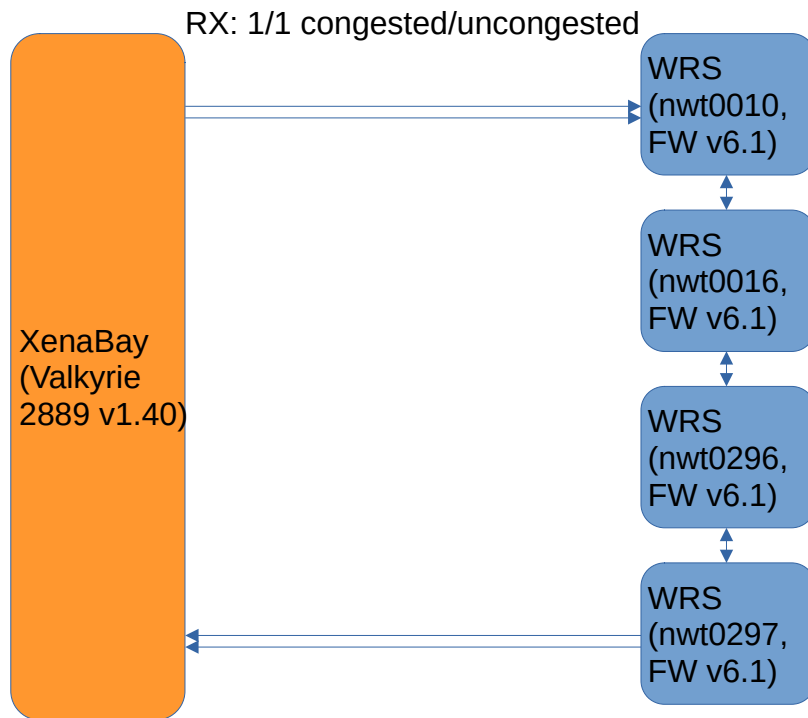 RX: 1/1 congested/uncongested
WRS
(nwt0010,
FW v6.1)
WRS
(nwt0016,
FW v6.1)
XenaBay
(Valkyrie
2889 v1.40)
WRS
(nwt0296,
FW v6.1)
WRS
(nwt0297,
FW v6.1)